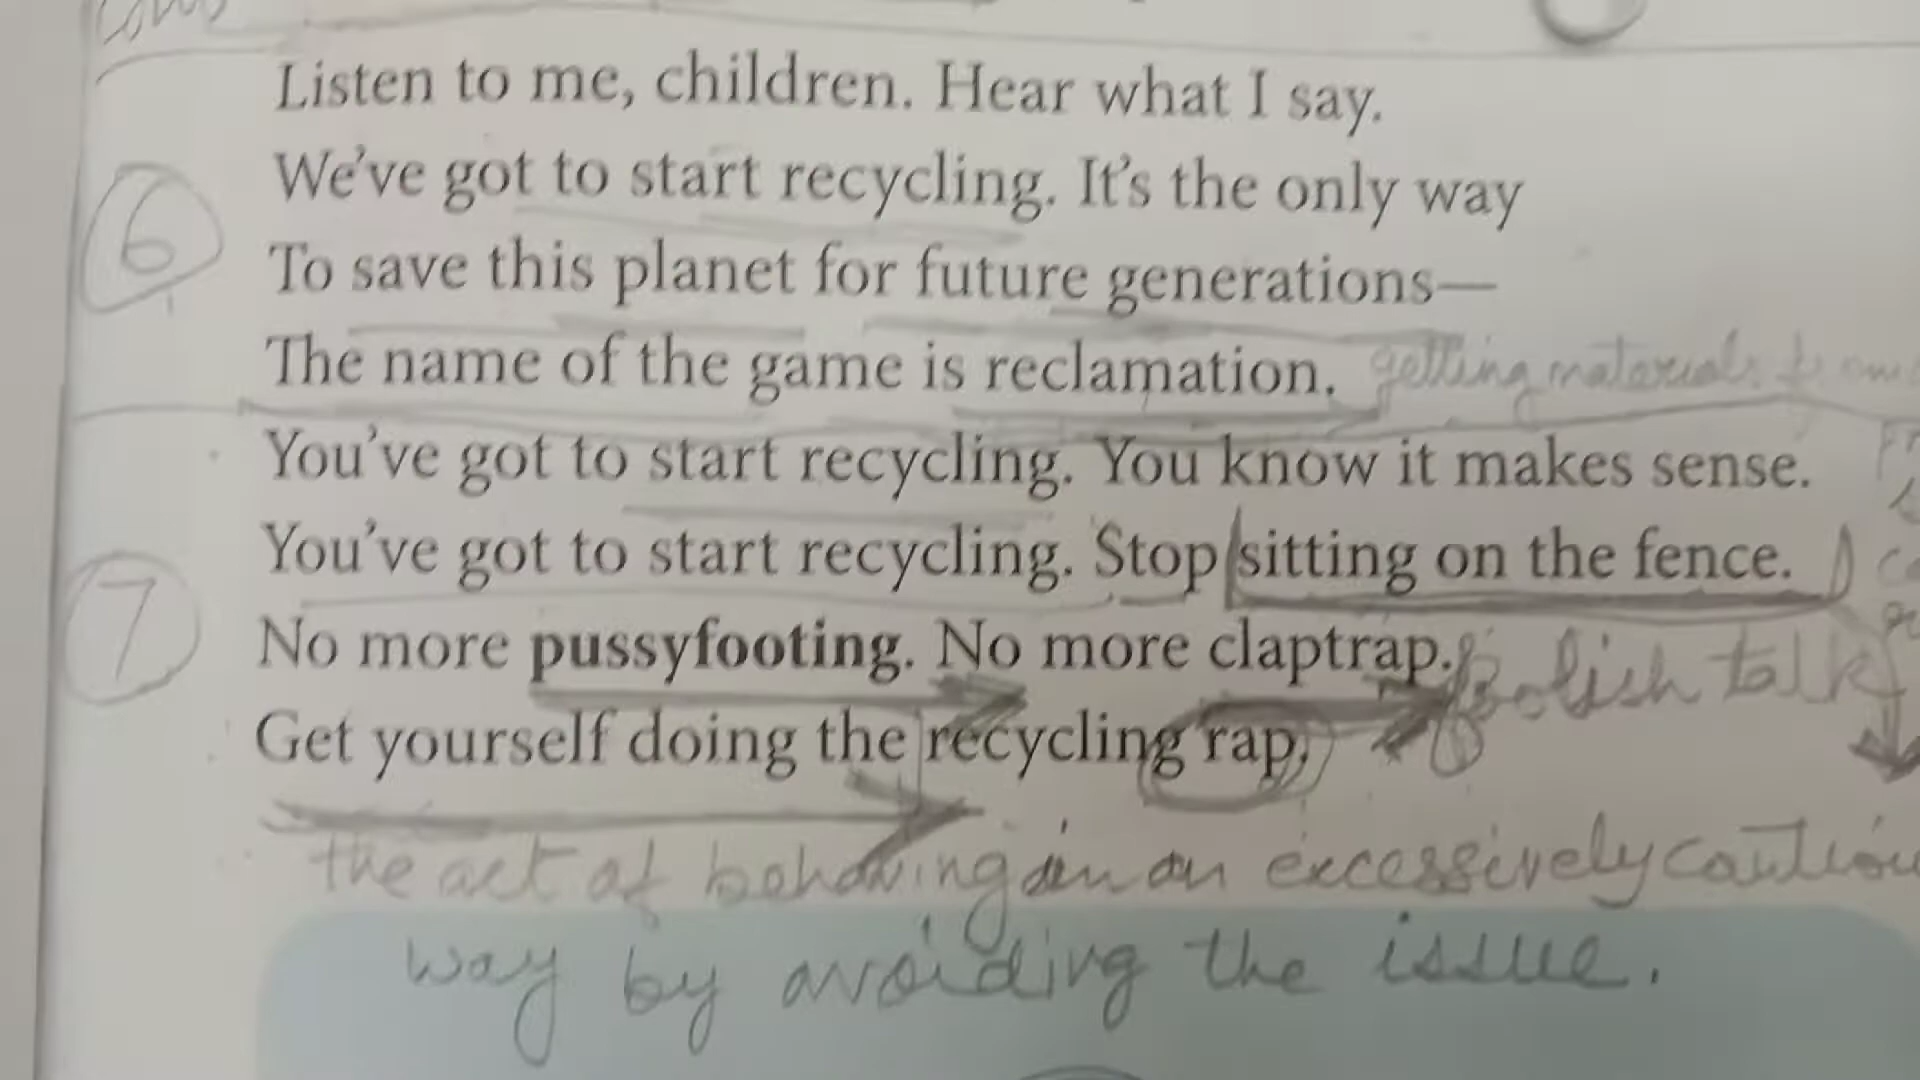 Listen to me, children. Hear what I say.
We've got to start recycling. It's the only way
6
To save this planet for future generations—
The name of the game is reclamation. getting materials
You've got to start recycling. You know it makes sense.
You've got to start recycling. Stop sitting on the fence.
7
No more pussyfooting. No more claptrap. foolish talk
Get yourself doing the recycling rap.
the act of behaving in an excessively
way by avoiding the issue.